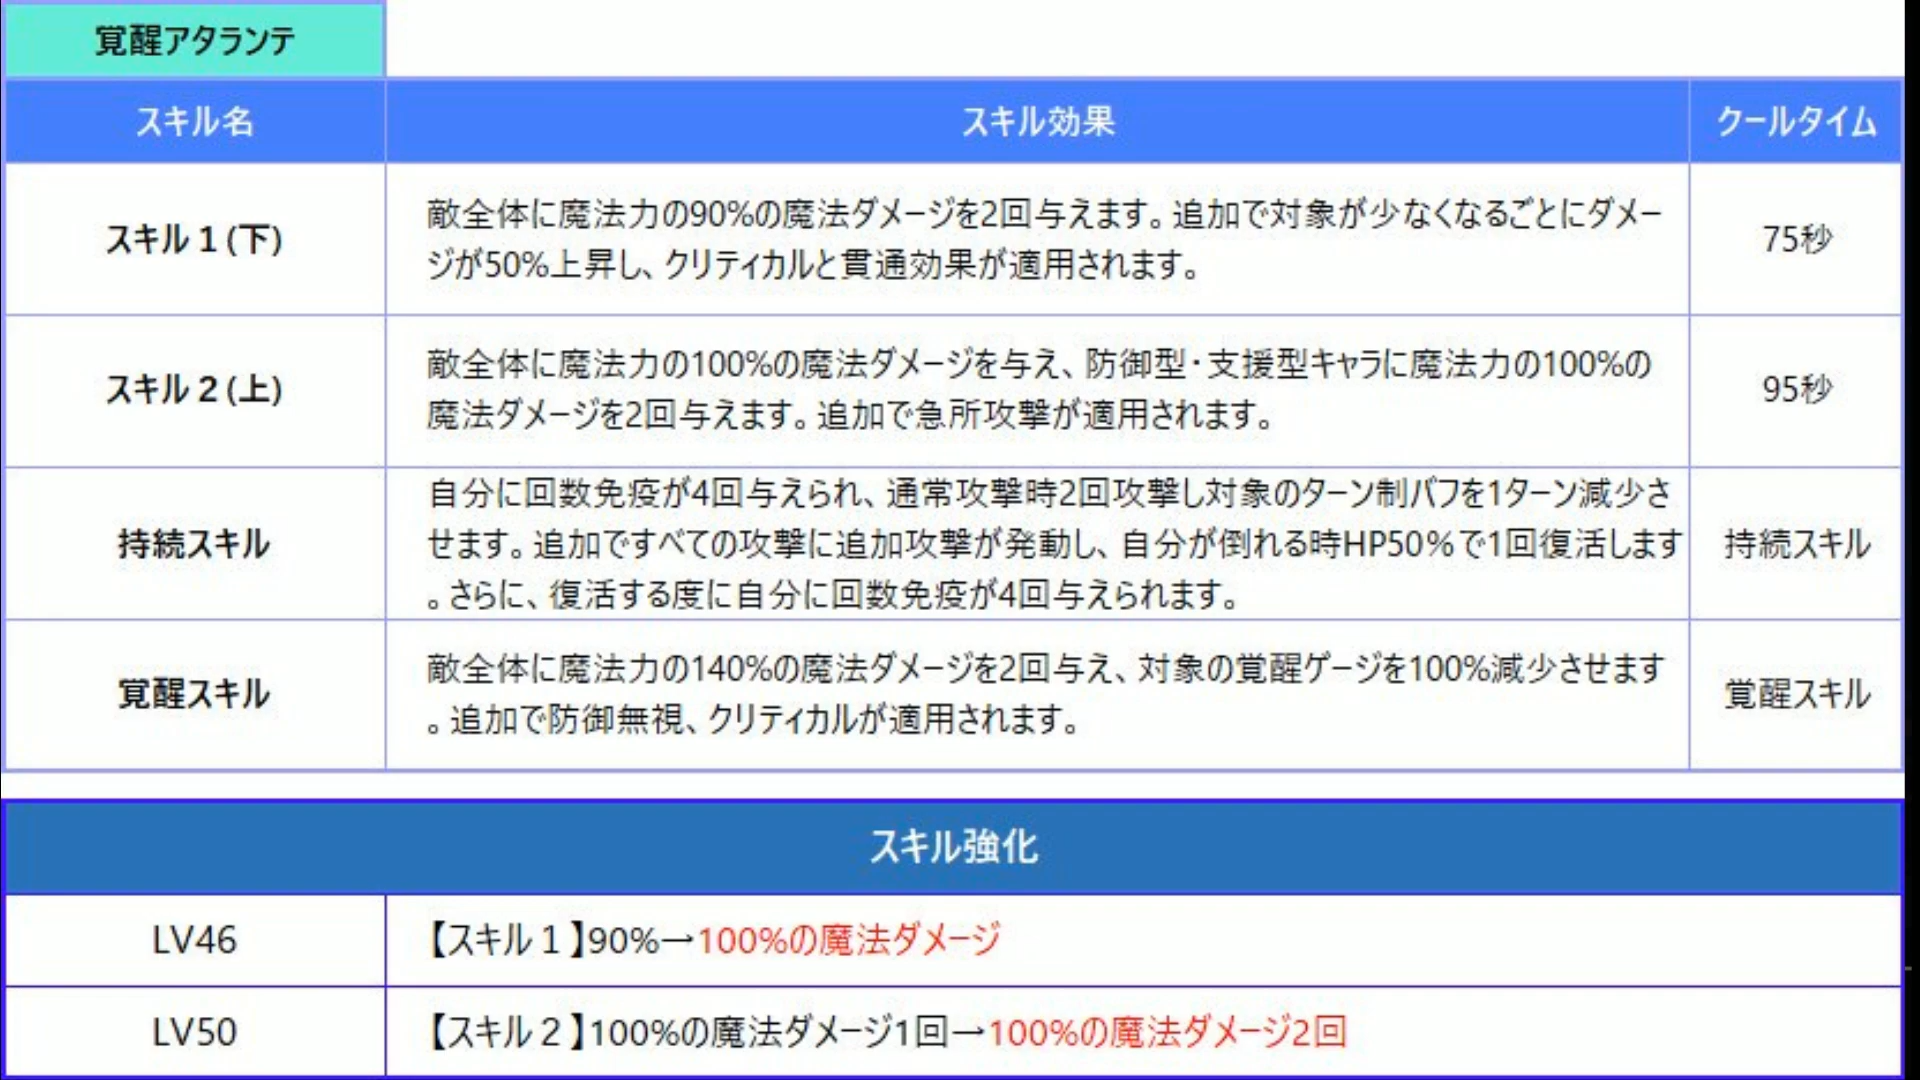 覚醒アタランテ
スキル名 スキル効果 クールタイム
スキル 1 (下)
敵全体に魔法力の90%の魔法ダメージを2回与えます。追加で対象が少なくなるごとにダメー
ジが50%上昇し、クリティカルと貫通効果が適用されます。
75秒
スキル 2 (上)
敵全体に魔法力の100%の魔法ダメージを与え、防御型・支援型キャラに魔法力の100%の
魔法ダメージを2回与えます。追加で急所攻撃が適用されます。
95秒
持続スキル
自分に回数免疫が4回与えられ、通常攻撃時2回攻撃し対象のターン制バフを1ターン減少さ
せます。追加ですべての攻撃に追加攻撃が発動し、自分が倒れる時HP50%で1回復活します
。さらに、復活する度に自分に回数免疫が4回与えられます。
持続スキル
覚醒スキル
敵全体に魔法力の140%の魔法ダメージを2回与え、対象の覚醒ゲージを100%減少させます
。追加で防御無視、クリティカルが適用されます。
覚醒スキル
スキル強化
LV46 【スキル１】90%→100%の魔法ダメージ
LV50 【スキル２】100%の魔法ダメージ1回→100%の魔法ダメージ2回